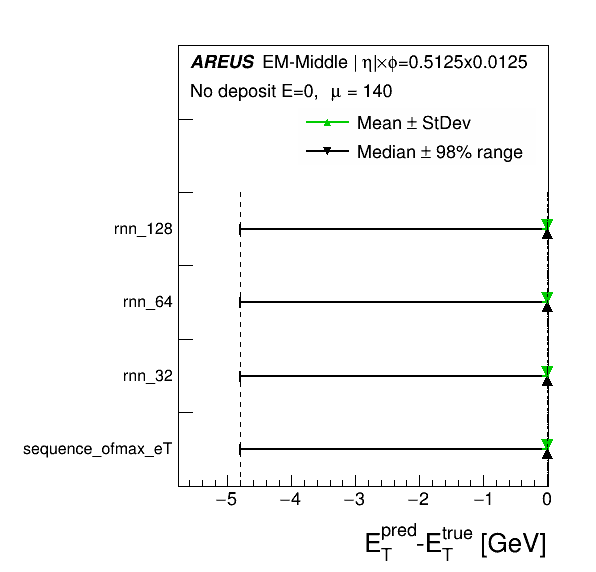 AREUS EM-Middle | η|×ϕ=0.5125x0.0125
No deposit E=0, μ = 140
Mean ± StDev
Median ± 98% range
rnn_128
rnn_64
rnn_32
sequence_ofmax_eT
−5 −4 −3 −2 −1 0
E_T^pred-E_T^true [GeV]